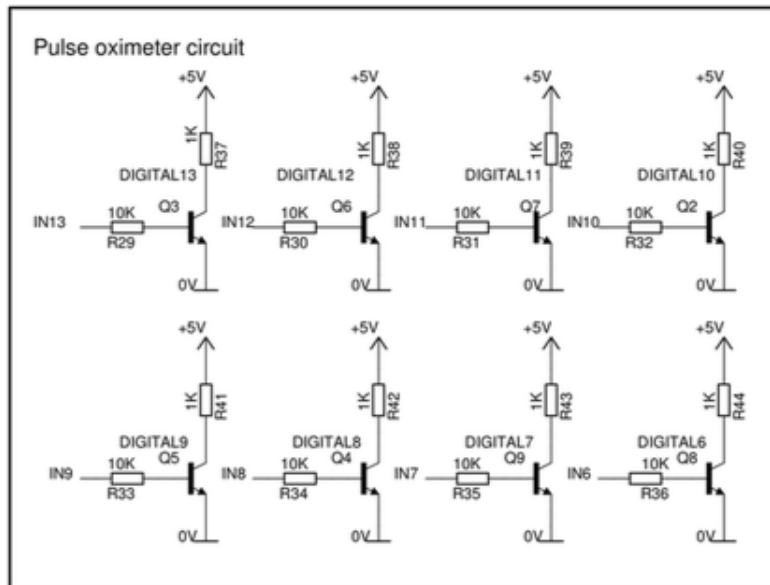 Pulse oximeter circuit
+5V +5V +5V +5V
1K R37 1K R38 1K R39 1K R40
DIGITAL13 DIGITAL12 DIGITAL11 DIGITAL10
IN13 10K Q3 IN12 10K Q6 IN11 10K Q7 IN10 10K Q2
R29 R30 R31 R32
0V 0V 0V 0V
+5V +5V +5V +5V
1K R41 1K R42 1K R43 1K R44
DIGITAL9 DIGITAL8 DIGITAL7 DIGITAL6
IN9 10K Q5 IN8 10K Q4 IN7 10K Q9 IN6 10K Q8
R33 R34 R35 R36
0V 0V 0V 0V